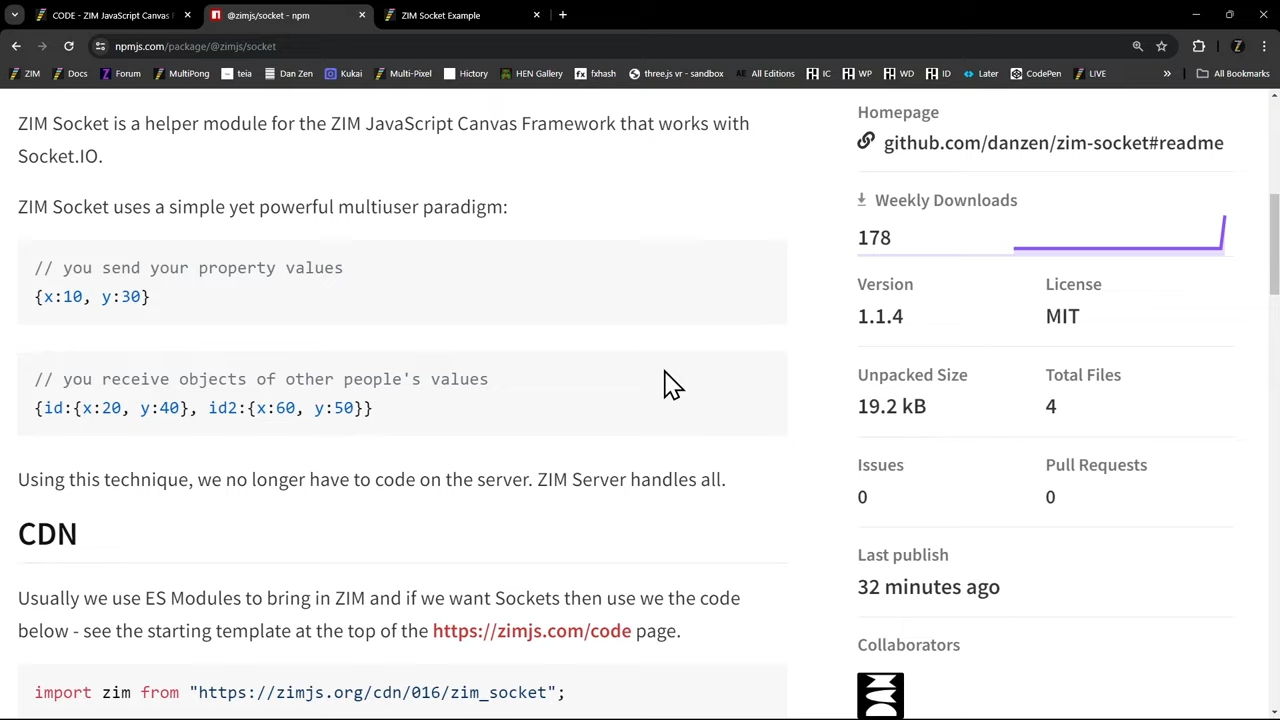 CODE - ZIM JavaScript Canvas F
@zimjs/socket - npm
ZIM Socket Example
npmjs.com/package/@zimjs/socket
ZIM
Docs
Forum
MultiPong
teia
Dan Zen
Kukai
Multi-Pixel
Hictory
HEN Gallery
fxhash
three.js vr - sandbox
All Editions
IC
WP
WD
ID
Later
CodePen
LIVE
All Bookmarks
ZIM Socket is a helper module for the ZIM JavaScript Canvas Framework that works with
Socket.IO.
ZIM Socket uses a simple yet powerful multiuser paradigm:
// you send your property values
{x:10, y:30}
// you receive objects of other people's values
{id:{x:20, y:40}, id2:{x:60, y:50}}
Using this technique, we no longer have to code on the server. ZIM Server handles all.
CDN
Usually we use ES Modules to bring in ZIM and if we want Sockets then use we the code
below - see the starting template at the top of the https://zimjs.com/code page.
import zim from "https://zimjs.org/cdn/016/zim_socket";
Homepage
github.com/danzen/zim-socket#readme
Weekly Downloads
178
Version
License
1.1.4
MIT
Unpacked Size
Total Files
19.2 kB
4
Issues
Pull Requests
0
0
Last publish
32 minutes ago
Collaborators